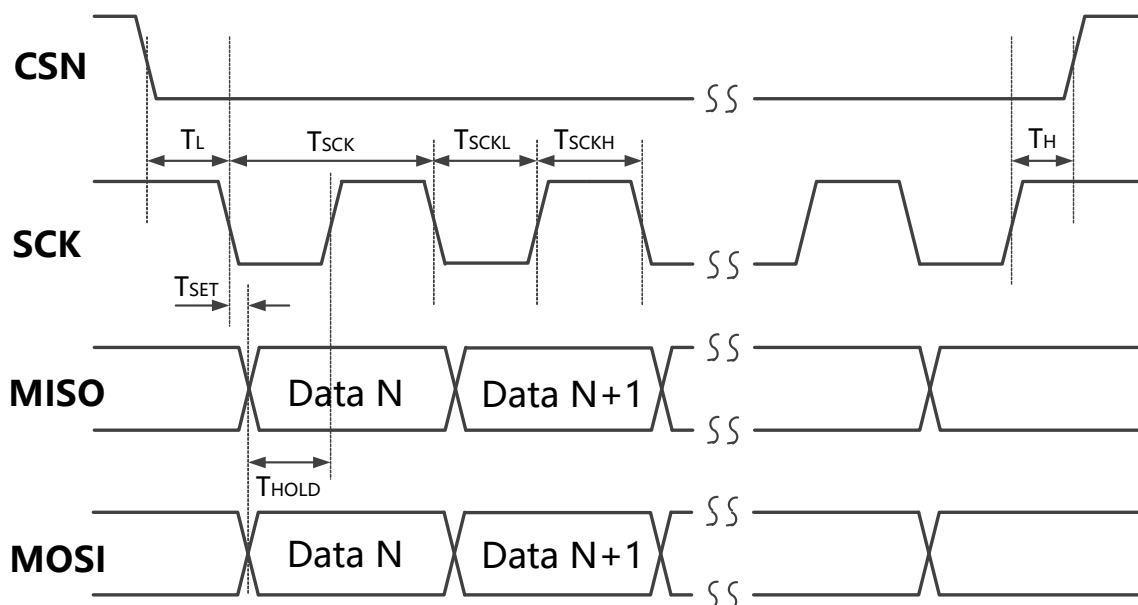 CSN
TL
TSCK
TSCKL
TSCKH
TH
SCK
TSET
MISO
Data N
Data N+1
THOLD
MOSI
Data N
Data N+1